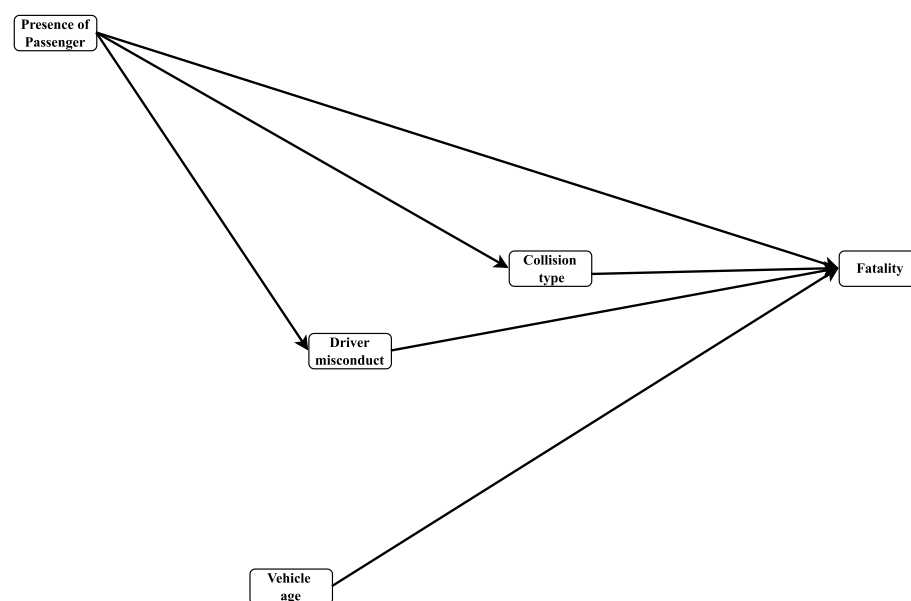 Presence of
Passenger
Collision
type
Fatality
Driver
misconduct
Vehicle
age